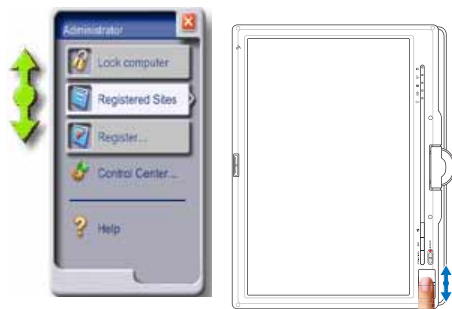 Administrator
Lock computer
Registered Sites
Register...
Control Center...
Help